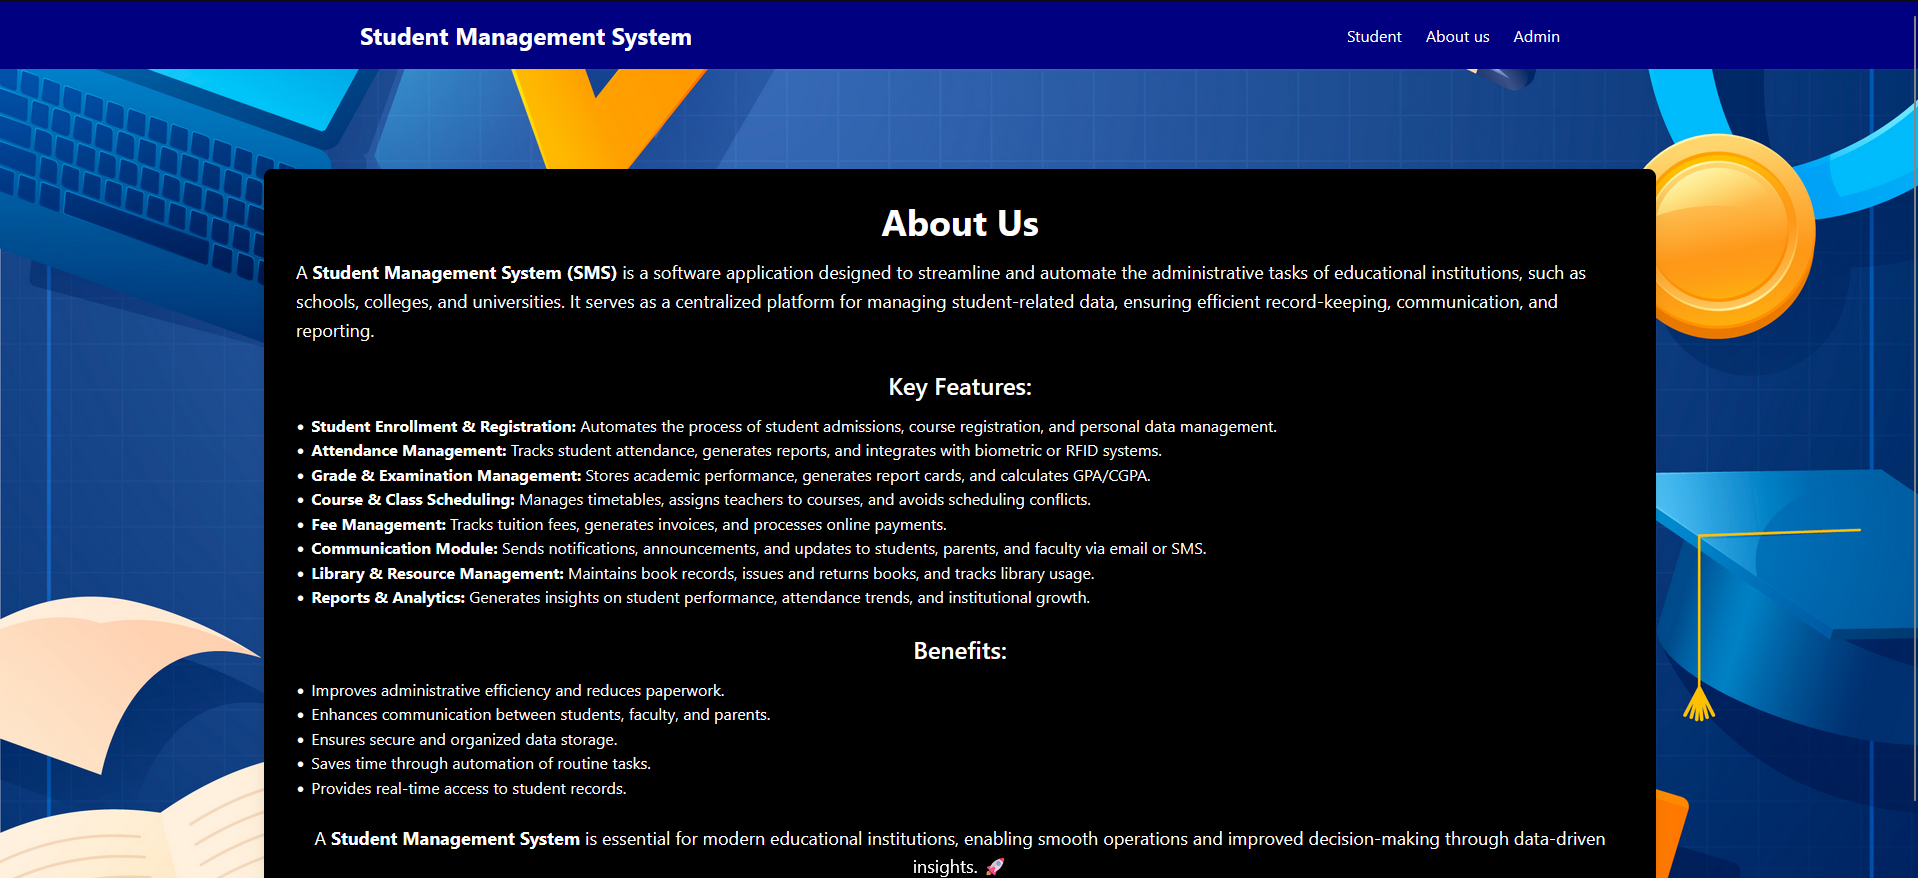 Student Management System
Student About us Admin
About Us
A Student Management System (SMS) is a software application designed to streamline and automate the administrative tasks of educational institutions, such as
schools, colleges, and universities. It serves as a centralized platform for managing student-related data, ensuring efficient record-keeping, communication, and
reporting.
Key Features:
• Student Enrollment & Registration: Automates the process of student admissions, course registration, and personal data management.
• Attendance Management: Tracks student attendance, generates reports, and integrates with biometric or RFID systems.
• Grade & Examination Management: Stores academic performance, generates report cards, and calculates GPA/CGPA.
• Course & Class Scheduling: Manages timetables, assigns teachers to courses, and avoids scheduling conflicts.
• Fee Management: Tracks tuition fees, generates invoices, and processes online payments.
• Communication Module: Sends notifications, announcements, and updates to students, parents, and faculty via email or SMS.
• Library & Resource Management: Maintains book records, issues and returns books, and tracks library usage.
• Reports & Analytics: Generates insights on student performance, attendance trends, and institutional growth.
Benefits:
• Improves administrative efficiency and reduces paperwork.
• Enhances communication between students, faculty, and parents.
• Ensures secure and organized data storage.
• Saves time through automation of routine tasks.
• Provides real-time access to student records.
A Student Management System is essential for modern educational institutions, enabling smooth operations and improved decision-making through data-driven
insights. 🚀